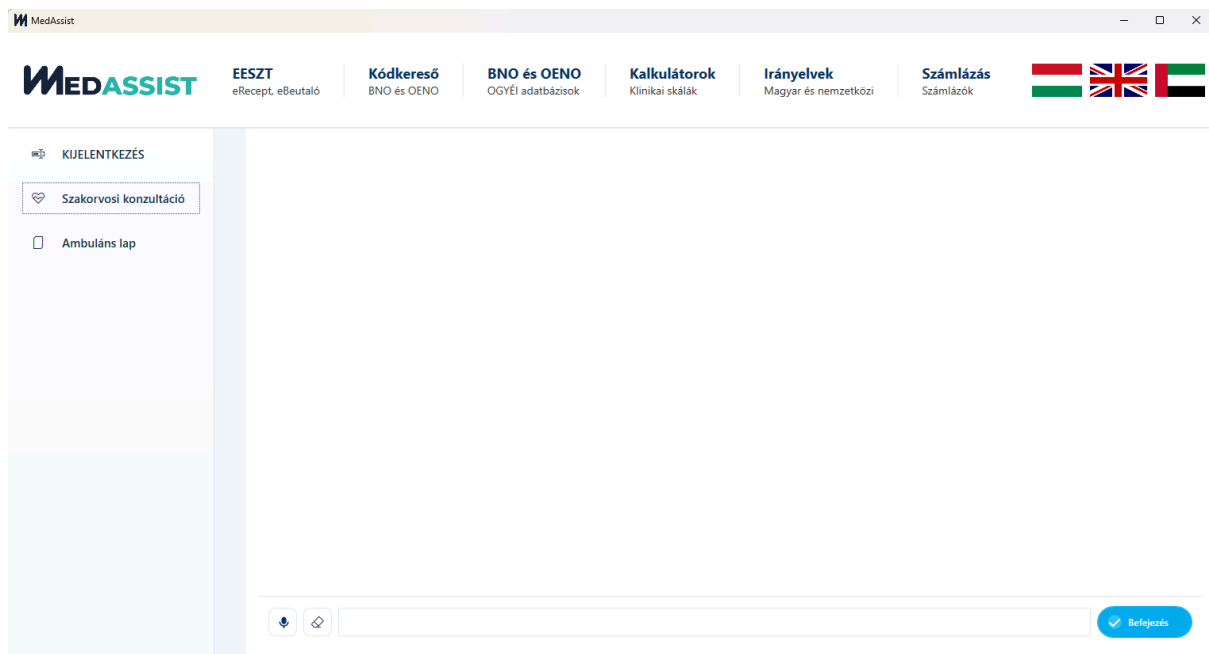 MedAssist
MEDASSIST
EESZT
eRecept, eBeutaló
Kódkereső
BNO és OENO
BNO és OENO
OGYÉI adatbázisok
Kalkulátorok
Klinikai skálák
Irányelvek
Magyar és nemzetközi
Számlázás
Számlázók
KIJELENTKEZÉS
Szakorvosi konzultáció
Ambuláns lap
Befejezés